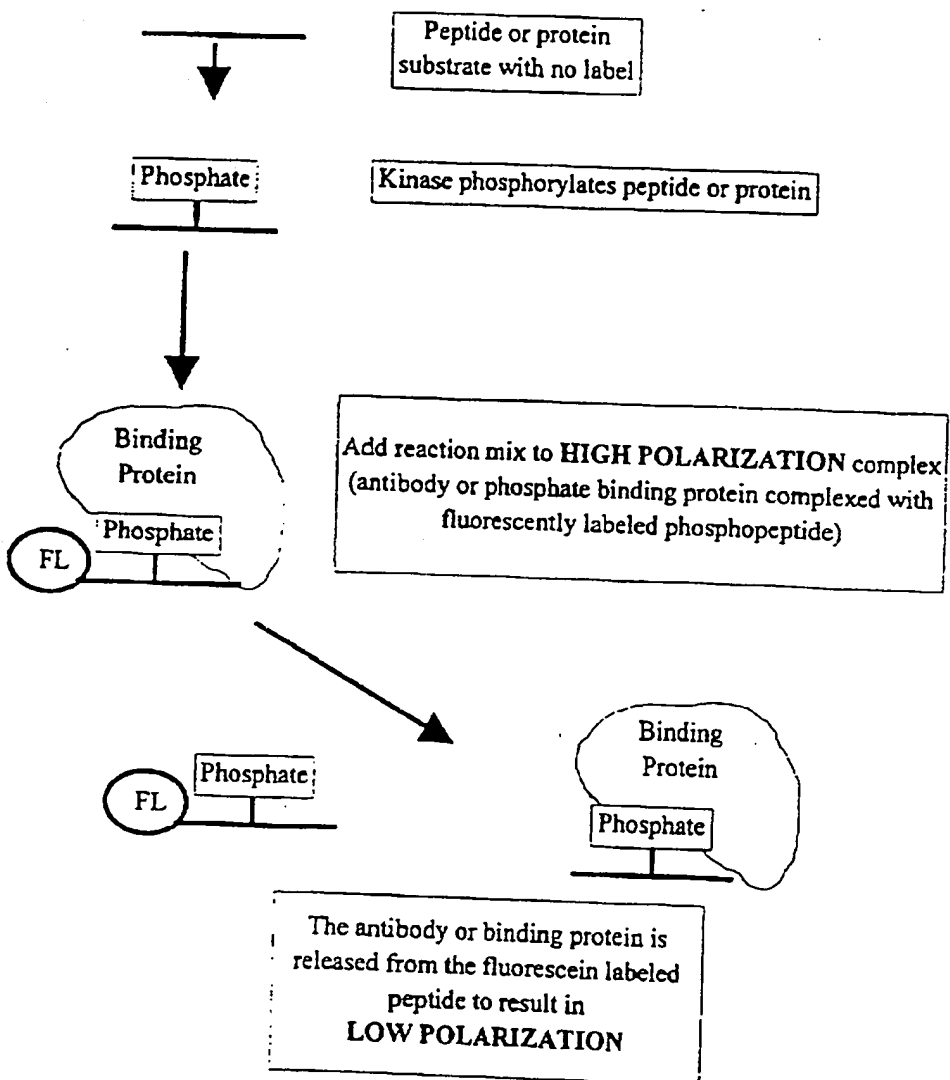 Peptide or protein
substrate with no label
Phosphate
Kinase phosphorylates peptide or protein
Binding
Protein
Phosphate
FL
Add reaction mix to HIGH POLARIZATION complex
(antibody or phosphate binding protein complexed with
fluorescently labeled phosphopeptide)
Phosphate
FL
Binding
Protein
Phosphate
The antibody or binding protein is
released from the fluorescein labeled
peptide to result in
LOW POLARIZATION